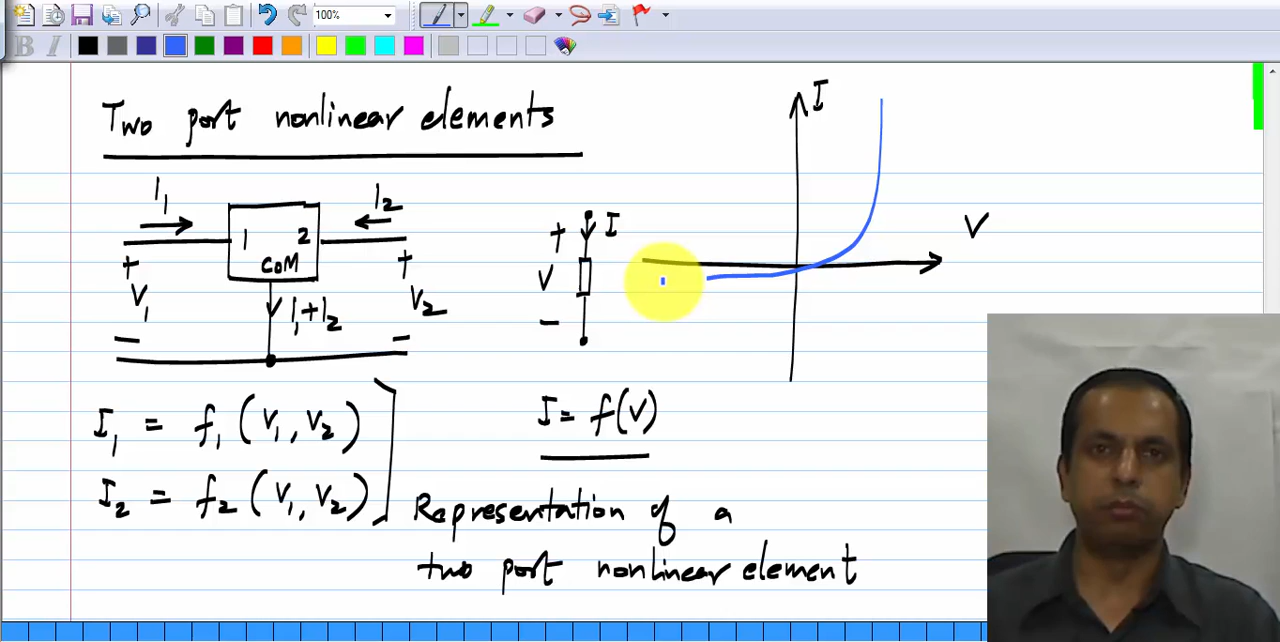 100%
B I
Two port nonlinear elements
I
V
I₁
I₂
1 2
COM
+
V₁
−
I₁+I₂
+
V₂
−
+
V
−
I
I₁ = f₁ (V₁, V₂)
I₂ = f₂ (V₁, V₂)
I = f(V)
Representation of a
two port nonlinear element